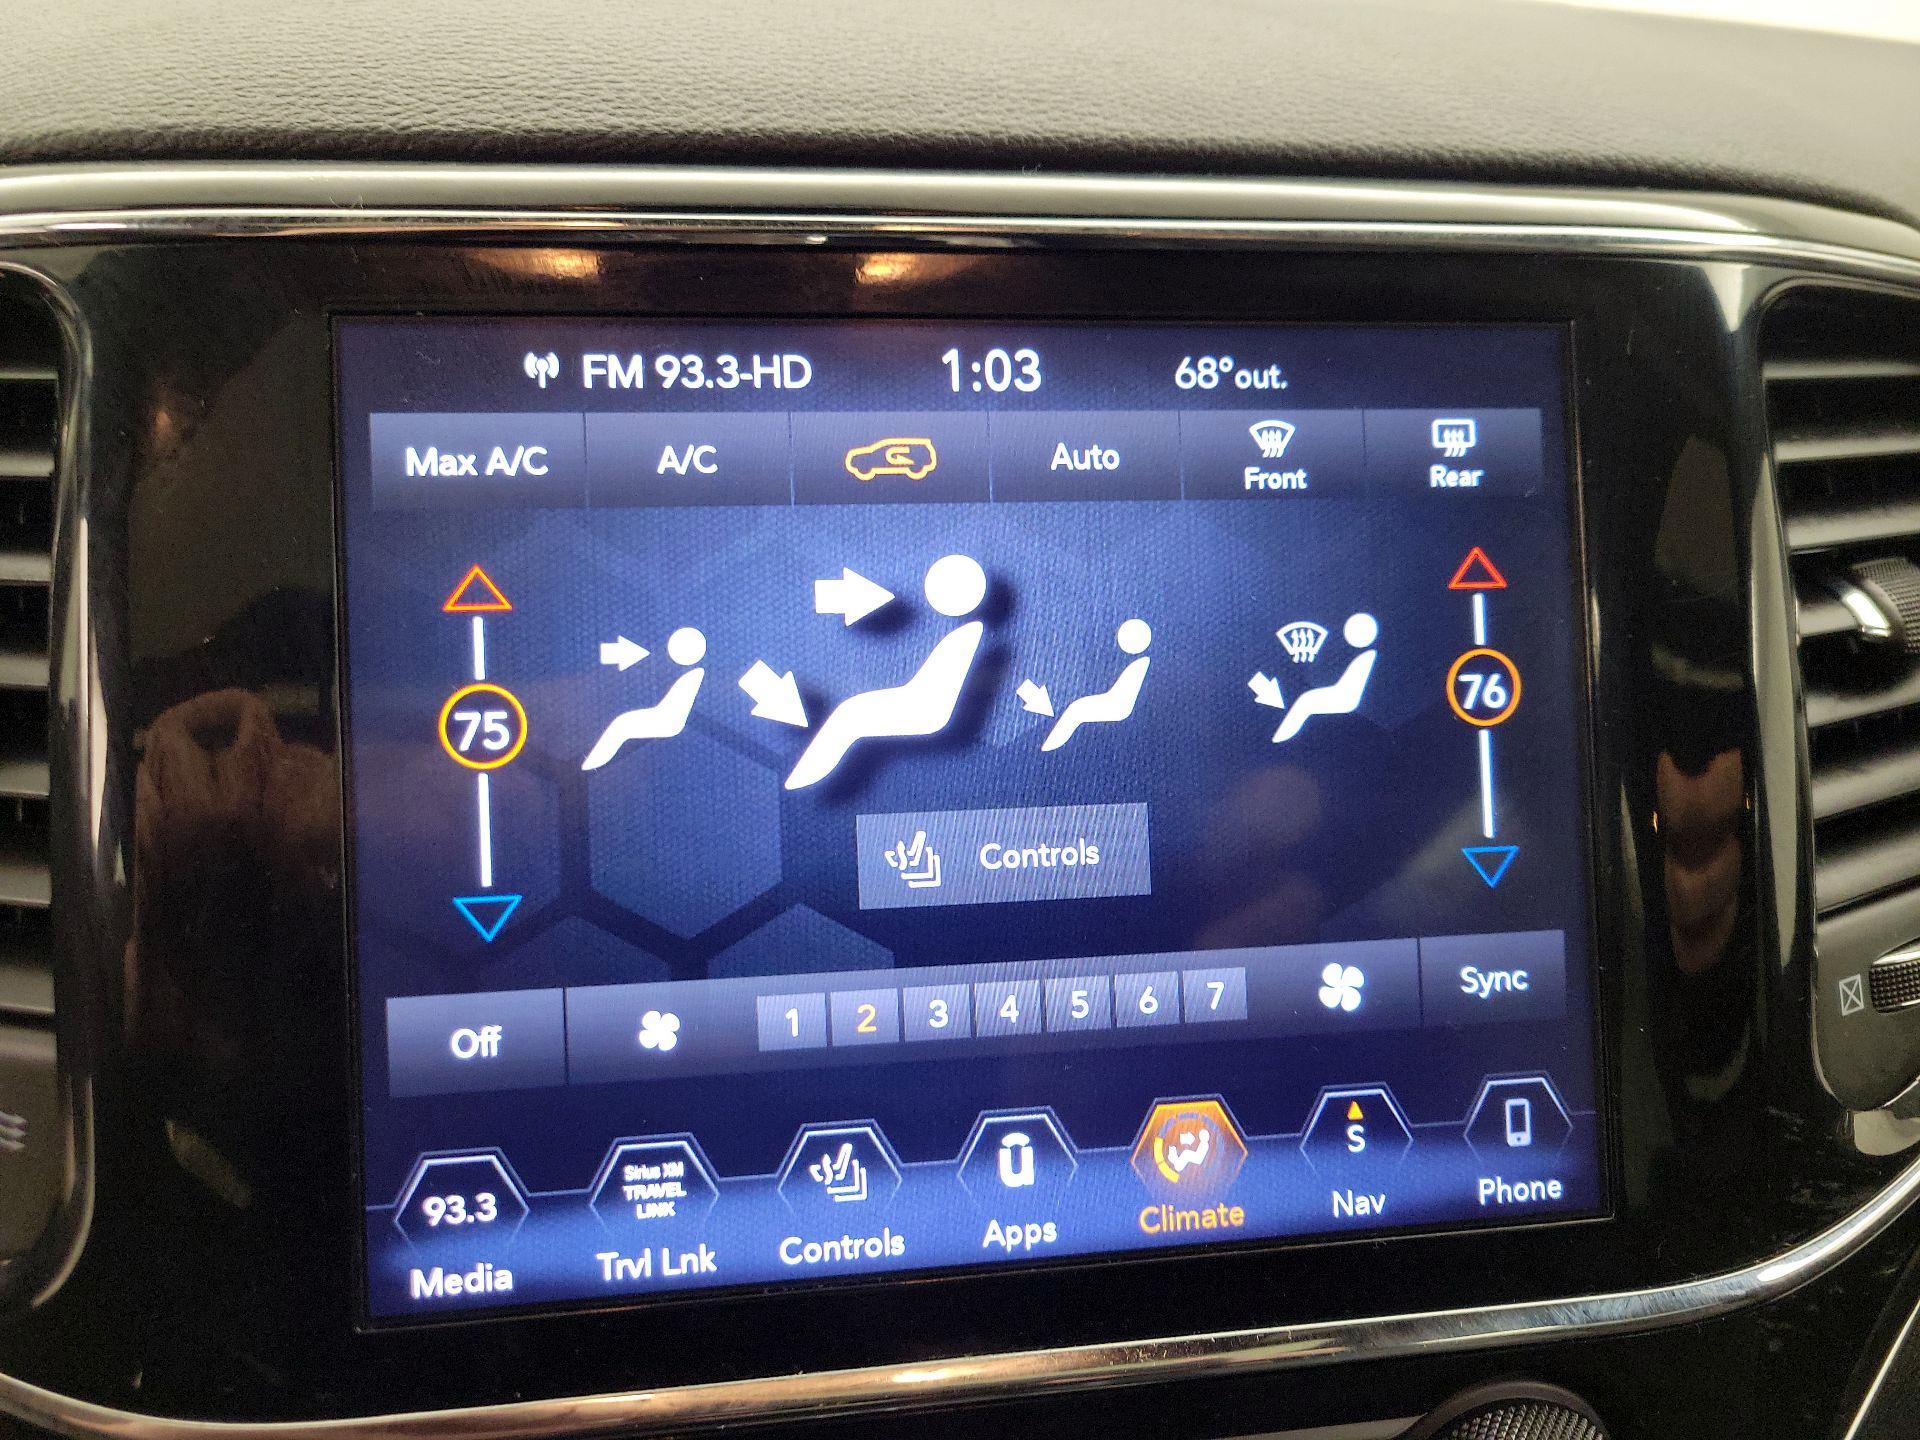 FM 93.3-HD 1:03 68°out.
Max A/C A/C Auto Front Rear
75 76
Controls
Off 1 2 3 4 5 6 7 Sync
93.3 Sirius XM TRAVEL LINK u S
Media Trvl Lnk Controls Apps Climate Nav Phone